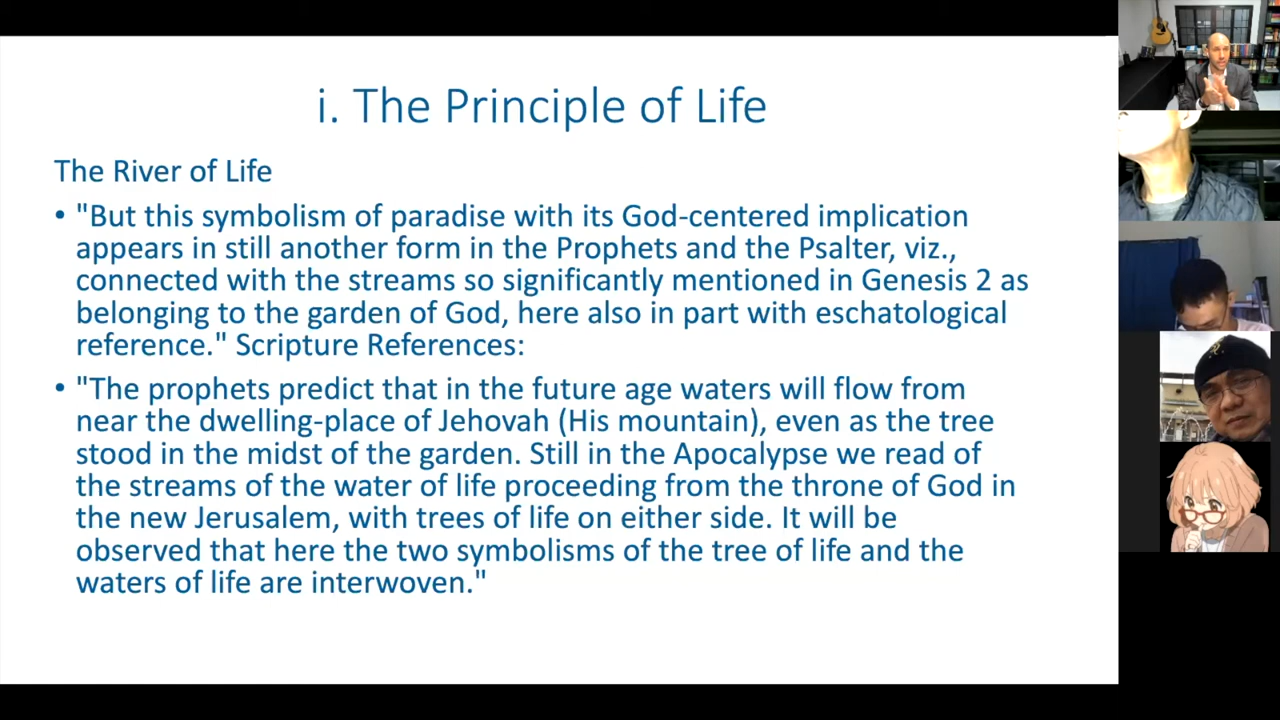 i. The Principle of Life
The River of Life
• "But this symbolism of paradise with its God-centered implication
appears in still another form in the Prophets and the Psalter, viz.,
connected with the streams so significantly mentioned in Genesis 2 as
belonging to the garden of God, here also in part with eschatological
reference." Scripture References:
• "The prophets predict that in the future age waters will flow from
near the dwelling-place of Jehovah (His mountain), even as the tree
stood in the midst of the garden. Still in the Apocalypse we read of
the streams of the water of life proceeding from the throne of God in
the new Jerusalem, with trees of life on either side. It will be
observed that here the two symbolisms of the tree of life and the
waters of life are interwoven."